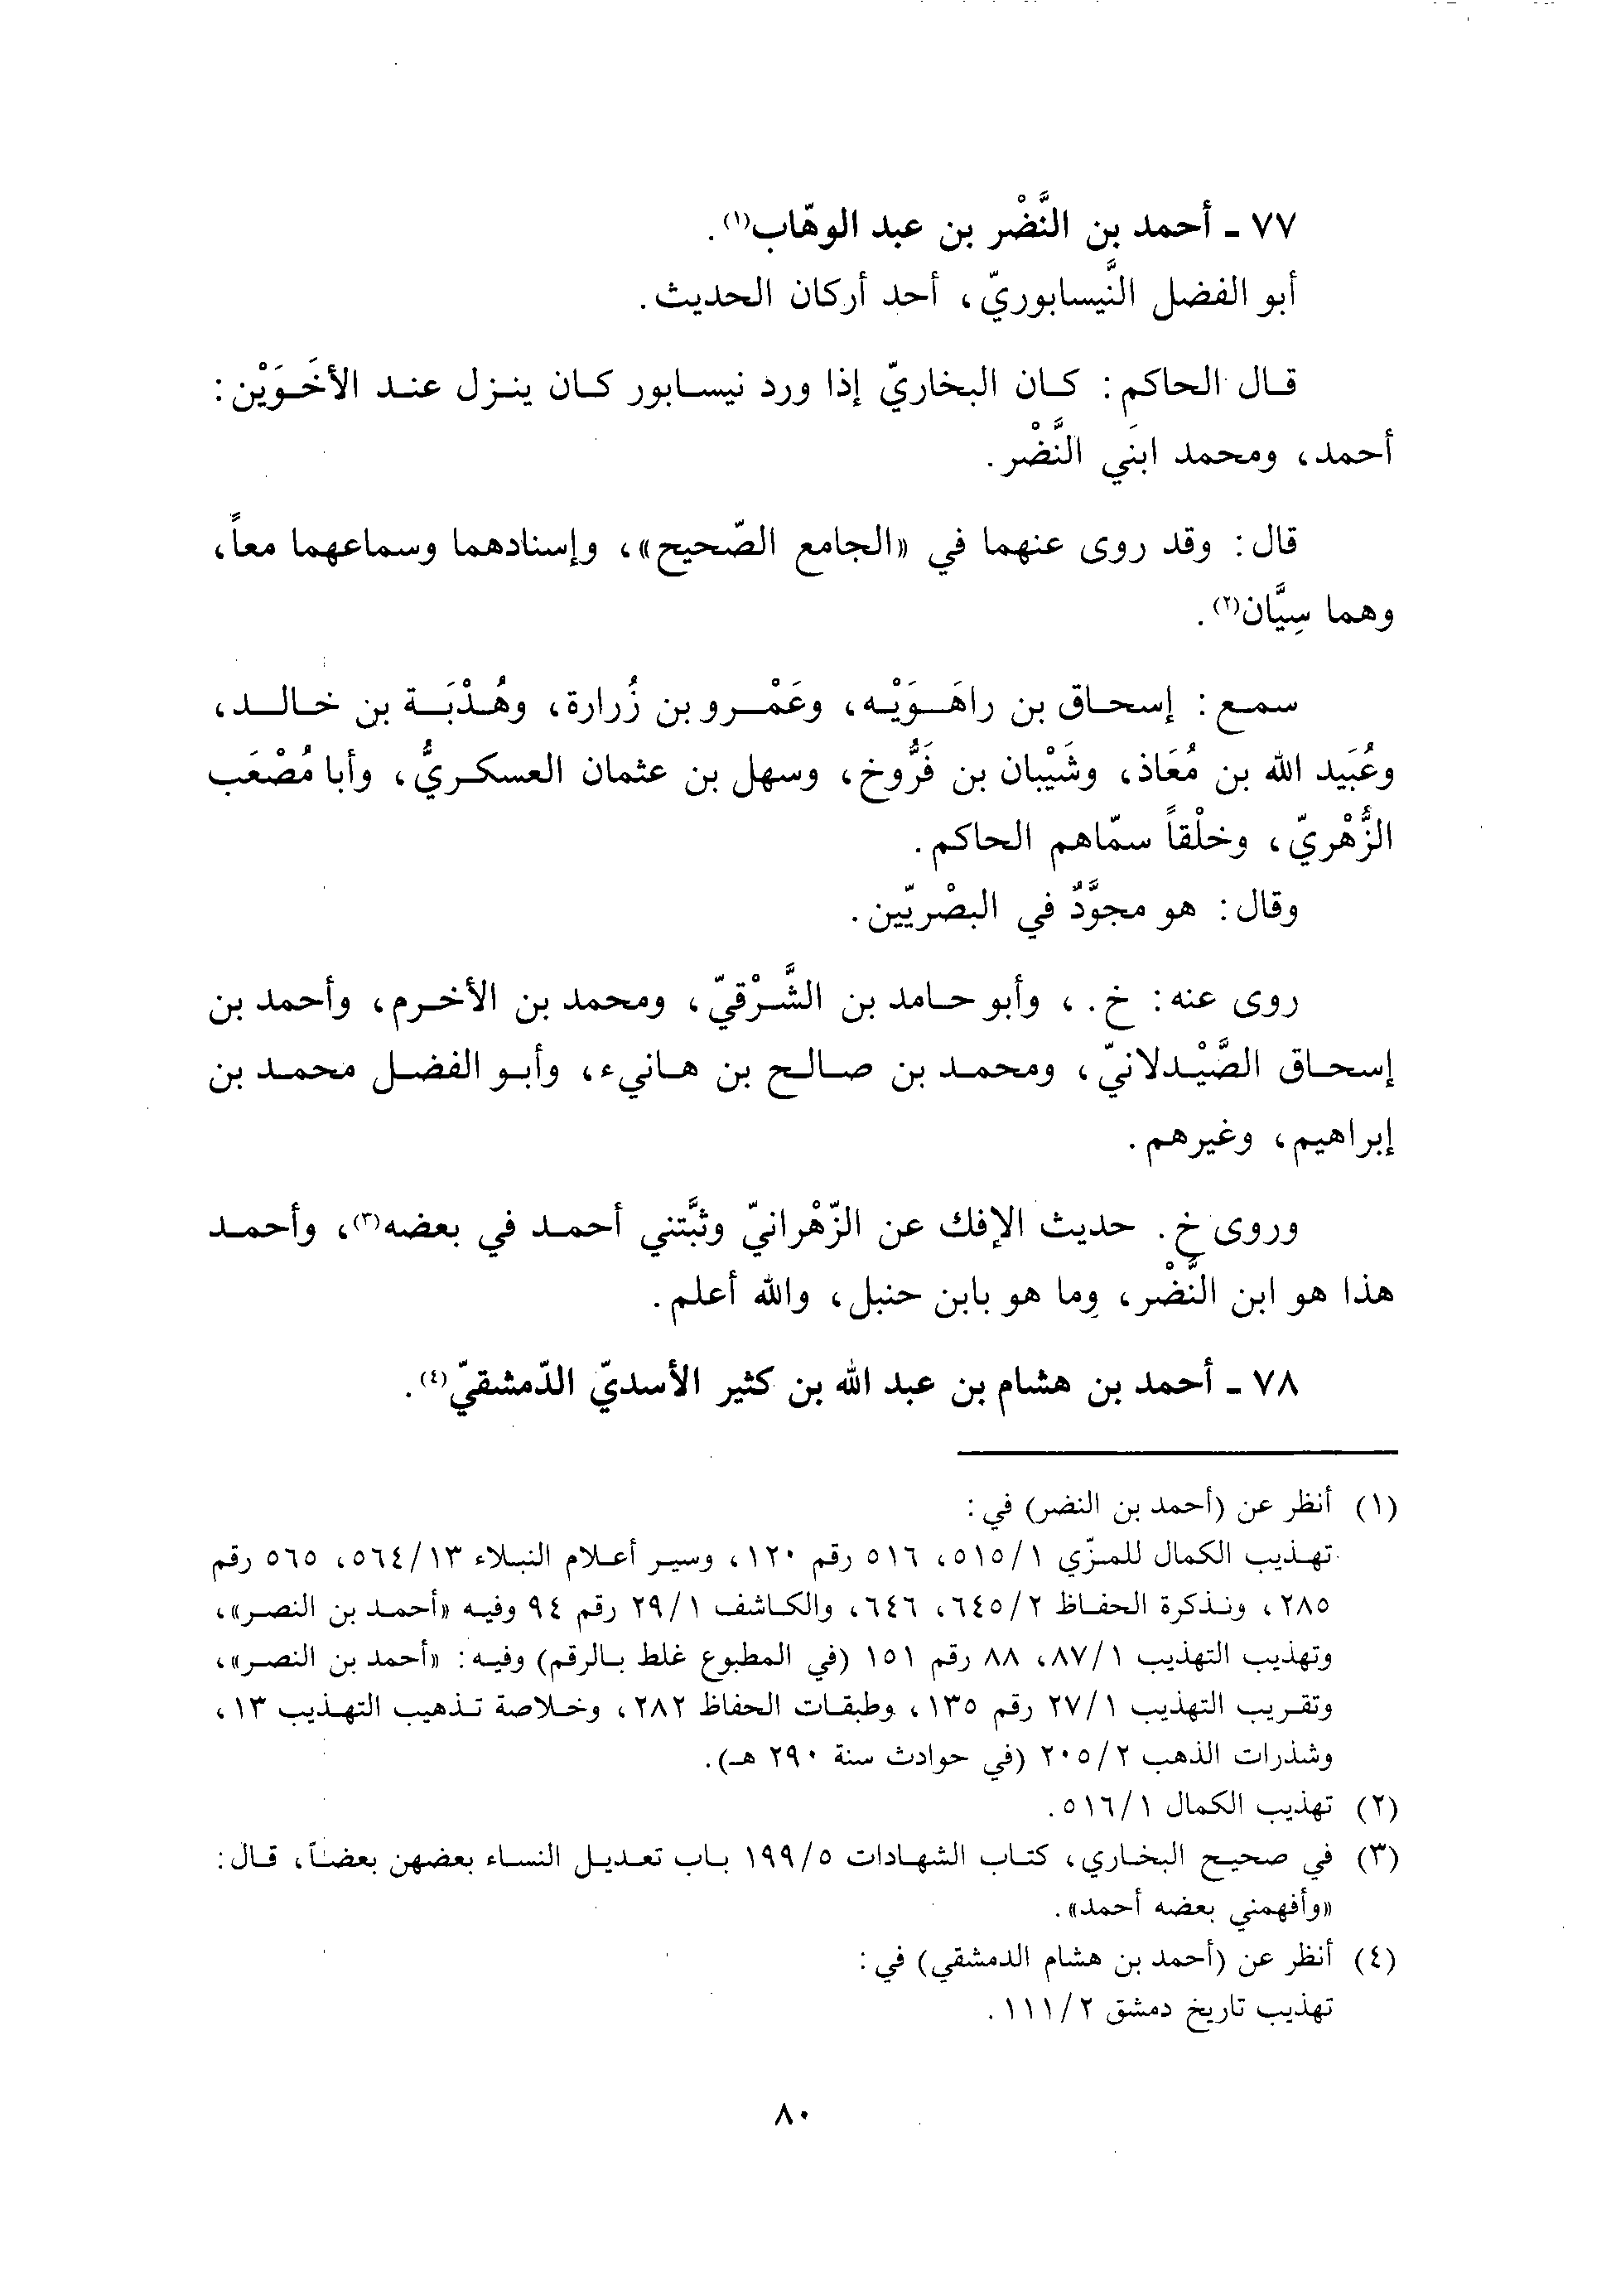 ٧٧ - أحمد بن النَّضْر بن عبد الوهّاب(١).
أبو الفضل النَّيسابوريّ، أحد أركان الحديث.
قال الحاكم: كان البخاريّ إذا ورد نيسابور كان ينزل عند الأخَوَيْن:
أحمد، ومحمد ابنَي النَّضْر.
قال: وقد روى عنهما في «الجامع الصّحيح»، وإسنادهما وسماعهما معاً،
وهما سِيَّان(٢).
سمع: إسحاق بن راهَوَيْه، وعَمْرو بن زُرارة، وهُدْبَة بن خالد،
وعُبَيد الله بن مُعَاذ، وشَيْبان بن فَرُّوخ، وسهل بن عثمان العسكريُّ، وأبا مُصْعَب
الزُّهْريّ، وخلْقاً سمّاهم الحاكم.
وقال: هو مجوَّدٌ في البصْريّين.
روى عنه: خ.، وأبو حامد بن الشَّرْقيّ، ومحمد بن الأخرم، وأحمد بن
إسحاق الصَّيْدلانيّ، ومحمد بن صالح بن هانيء، وأبو الفضل محمد بن
إبراهيم، وغيرهم.
وروى خ. حديث الإفك عن الزّهْرانيّ وثبَّتني أحمد في بعضه(٣)، وأحمد
هذا هو ابن النَّضْر، وما هو بابن حنبل، والله أعلم.
٧٨ - أحمد بن هشام بن عبد الله بن كثير الأسديّ الدّمشقيّ(٤).
(١) أنظر عن (أحمد بن النضر) في:
تهذيب الكمال للمزّي ٥١٥/١، ٥١٦ رقم ١٢٠، وسير أعلام النبلاء ٥٦٤/١٣، ٥٦٥ رقم
٢٨٥، وتذكرة الحفاظ ٦٤٥/٢، ٦٤٦، والكاشف ٢٩/١ رقم ٩٤ وفيه «أحمد بن النصر»،
وتهذيب التهذيب ٨٧/١، ٨٨ رقم ١٥١ (في المطبوع غلط بالرقم) وفيه: «أحمد بن النصر»،
وتقريب التهذيب ٢٧/١ رقم ١٣٥، وطبقات الحفاظ ٢٨٢، وخلاصة تذهيب التهذيب ١٣،
وشذرات الذهب ٢٠٥/٢ (في حوادث سنة ٢٩٠ هـ).
(٢) تهذيب الكمال ٥١٦/١.
(٣) في صحيح البخاري، كتاب الشهادات ١٩٩/٥ باب تعديل النساء بعضهن بعضاً، قال:
«وأفهمني بعضه أحمد».
(٤) أنظر عن (أحمد بن هشام الدمشقي) في:
تهذيب تاريخ دمشق ١١١/٢.
٨٠